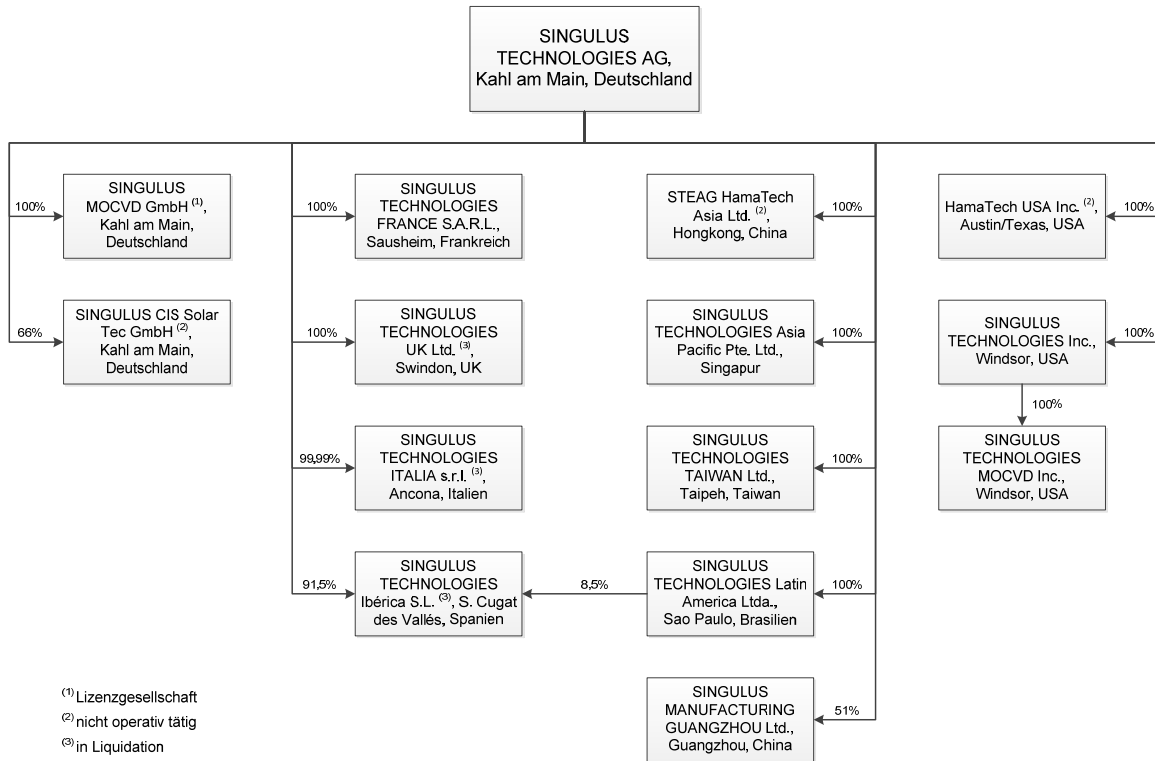 SINGULUS
TECHNOLOGIES AG,
Kahl am Main, Deutschland
100%
SINGULUS
MOCVD GmbH (1),
Kahl am Main,
Deutschland
66%
SINGULUS CIS Solar
Tec GmbH (2),
Kahl am Main,
Deutschland
100%
SINGULUS
TECHNOLOGIES
FRANCE S.A.R.L.,
Sausheim, Frankreich
100%
SINGULUS
TECHNOLOGIES
UK Ltd. (3),
Swindon, UK
99,99%
SINGULUS
TECHNOLOGIES
ITALIA s.r.l. (3),
Ancona, Italien
91,5%
SINGULUS
TECHNOLOGIES
Ibérica S.L. (3), S. Cugat
des Vallés, Spanien
8,5%
STEAG HamaTech
Asia Ltd. (2),
Hongkong, China
100%
SINGULUS
TECHNOLOGIES Asia
Pacific Pte. Ltd.,
Singapur
100%
SINGULUS
TECHNOLOGIES
TAIWAN Ltd.,
Taipeh, Taiwan
100%
SINGULUS
TECHNOLOGIES Latin
America Ltda.,
Sao Paulo, Brasilien
100%
SINGULUS
MANUFACTURING
GUANGZHOU Ltd.,
Guangzhou, China
51%
HamaTech USA Inc. (2),
Austin/Texas, USA
100%
SINGULUS
TECHNOLOGIES Inc.,
Windsor, USA
100%
100%
SINGULUS
TECHNOLOGIES
MOCVD Inc.,
Windsor, USA
(1) Lizenzgesellschaft
(2) nicht operativ tätig
(3) in Liquidation